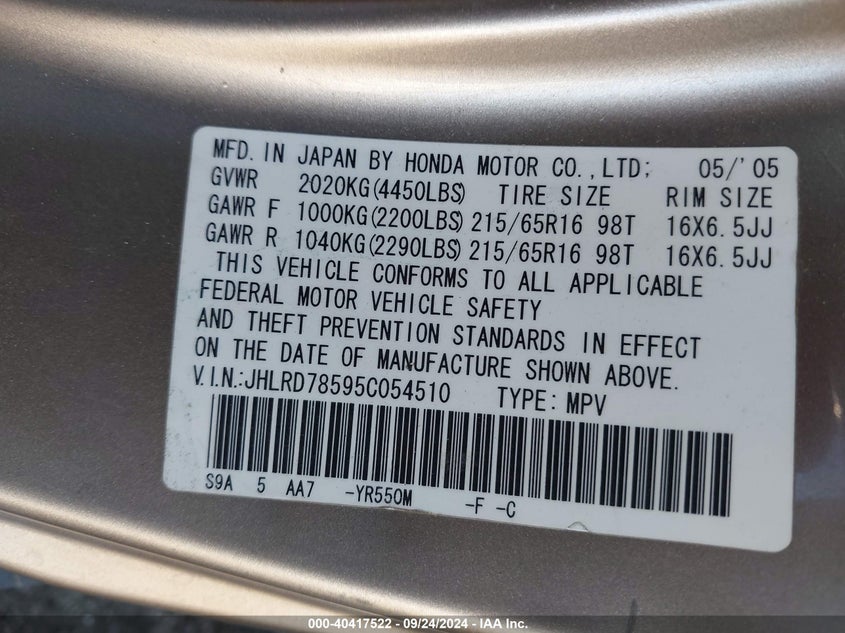 MFD. IN JAPAN BY HONDA MOTOR CO.,LTD; 05/'05
GVWR 2020KG(4450LBS) TIRE SIZE RIM SIZE
GAWR F 1000KG(2200LBS) 215/65R16 98T 16X6.5JJ
GAWR R 1040KG(2290LBS) 215/65R16 98T 16X6.5JJ
THIS VEHICLE CONFORMS TO ALL APPLICABLE
FEDERAL MOTOR VEHICLE SAFETY
AND THEFT PREVENTION STANDARDS IN EFFECT
ON THE DATE OF MANUFACTURE SHOWN ABOVE.
V.I.N.:JHLRD78595C054510 TYPE: MPV
S9A 5 AA7 -YR550M -F -C
000-40417522 - 09/24/2024 - IAA Inc.